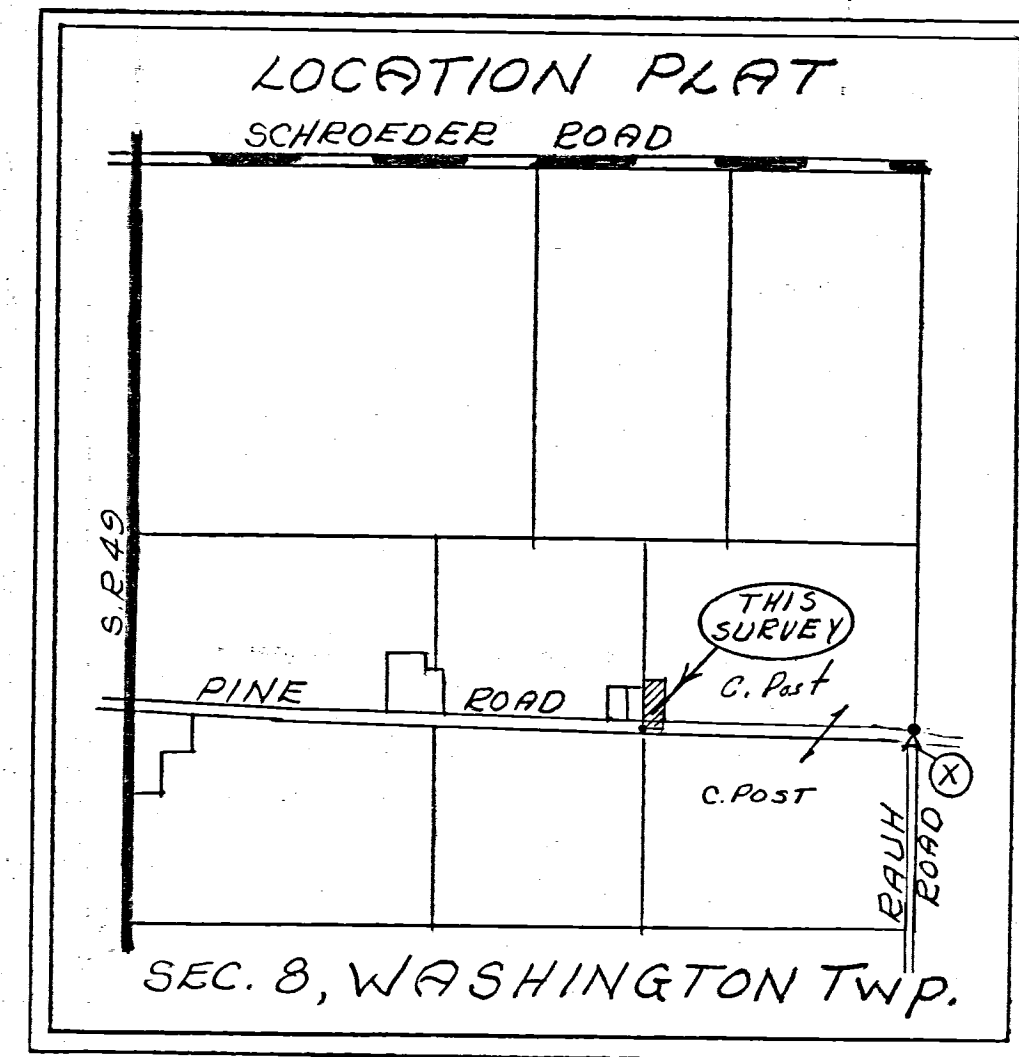 LOCATION PLAT
SCHROEDER ROAD
S.R. 49
THIS
SURVEY
C. Post
PINE ROAD
X
C. POST
RAUH
ROAD
SEC. 8, WASHINGTON TWP.